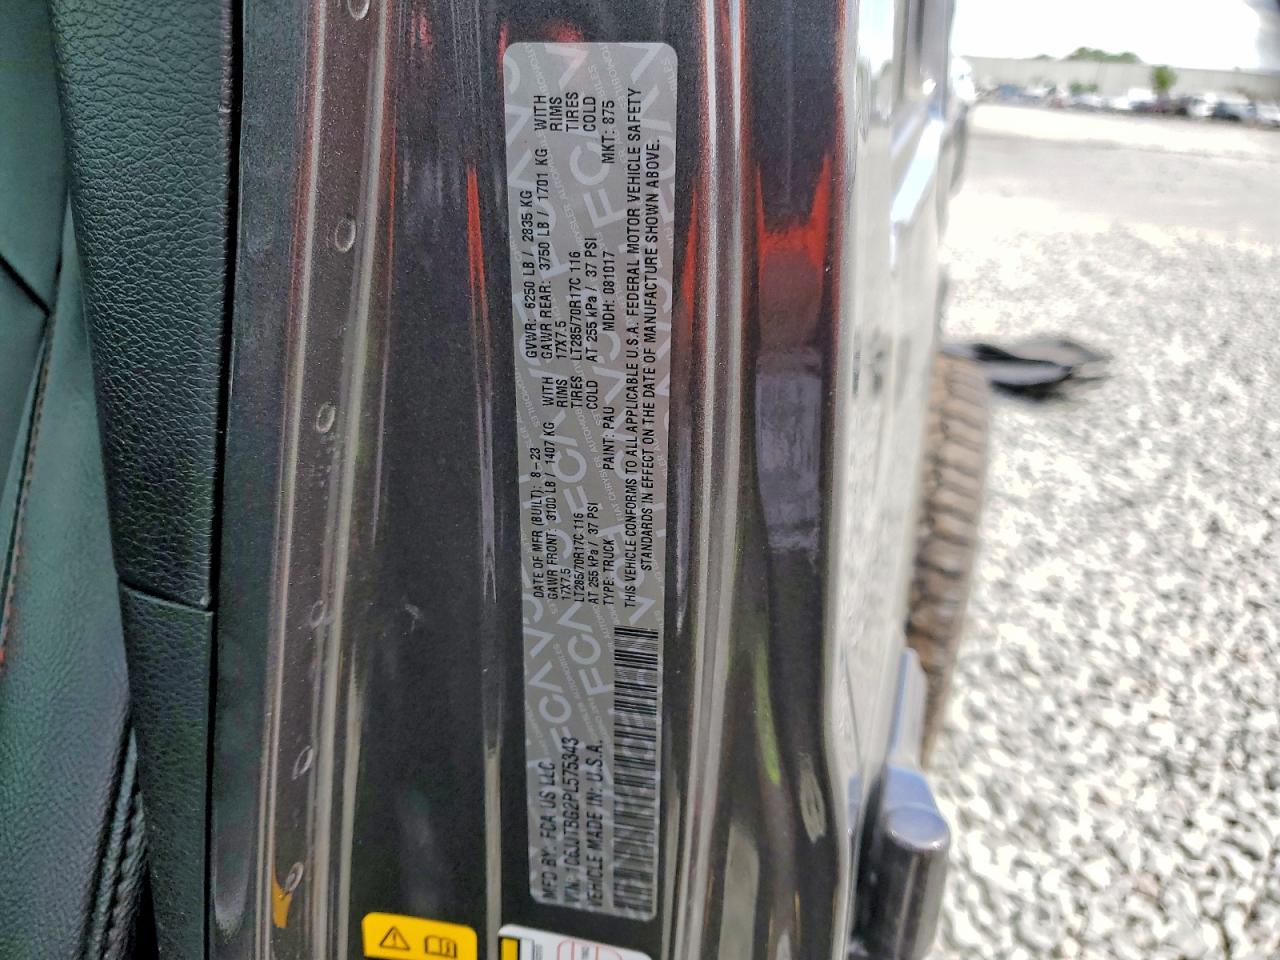 MFD BY: FCA US LLC
VIN: 1C6JJTBG2PL575343
VEHICLE MADE IN: U.S.A.
DATE OF MFR (BUILT): 8-23 GVWR: 6250 LB / 2835 KG
GAWR FRONT: 3100 LB / 1407 KG WITH GAWR REAR: 3750 LB / 1701 KG WITH
17X7.5 RIMS 17X7.5 RIMS
LT285/70R17C 116 TIRES LT285/70R17C 116 TIRES
AT 255 kPa / 37 PSI COLD AT 255 kPa / 37 PSI COLD
TYPE: TRUCK PAINT: PAU MDH: 081017 MKT: 875
THIS VEHICLE CONFORMS TO ALL APPLICABLE U.S.A. FEDERAL MOTOR VEHICLE SAFETY
STANDARDS IN EFFECT ON THE DATE OF MANUFACTURE SHOWN ABOVE.